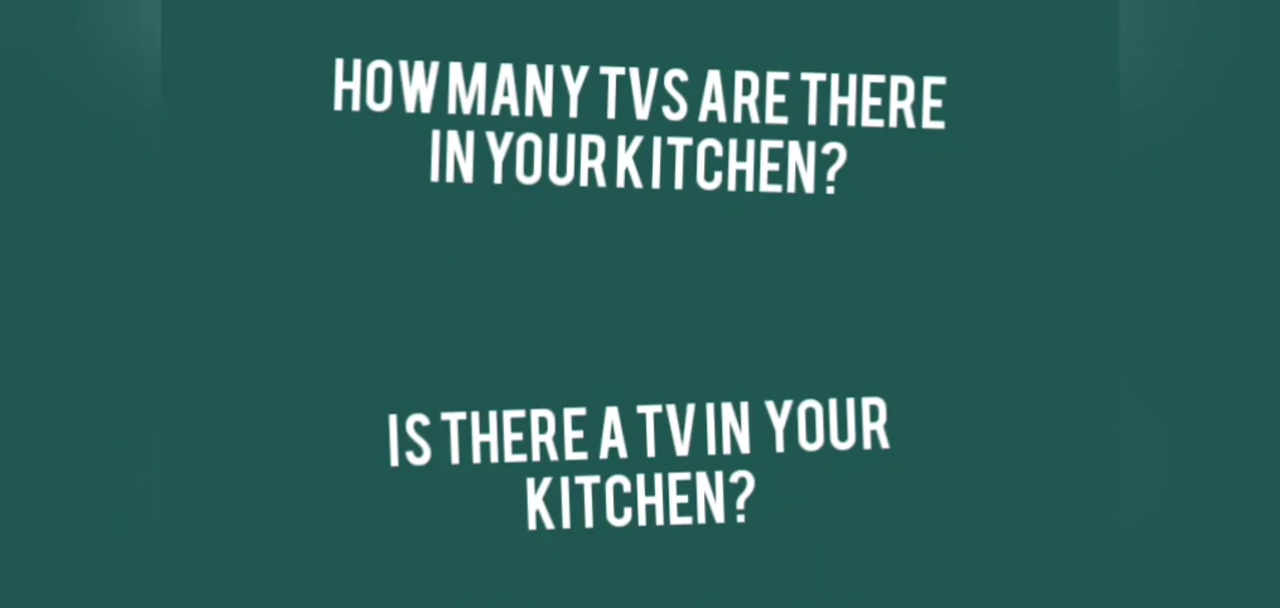 HOW MANY TVS ARE THERE
IN YOUR KITCHEN?
IS THERE A TV IN YOUR
KITCHEN?